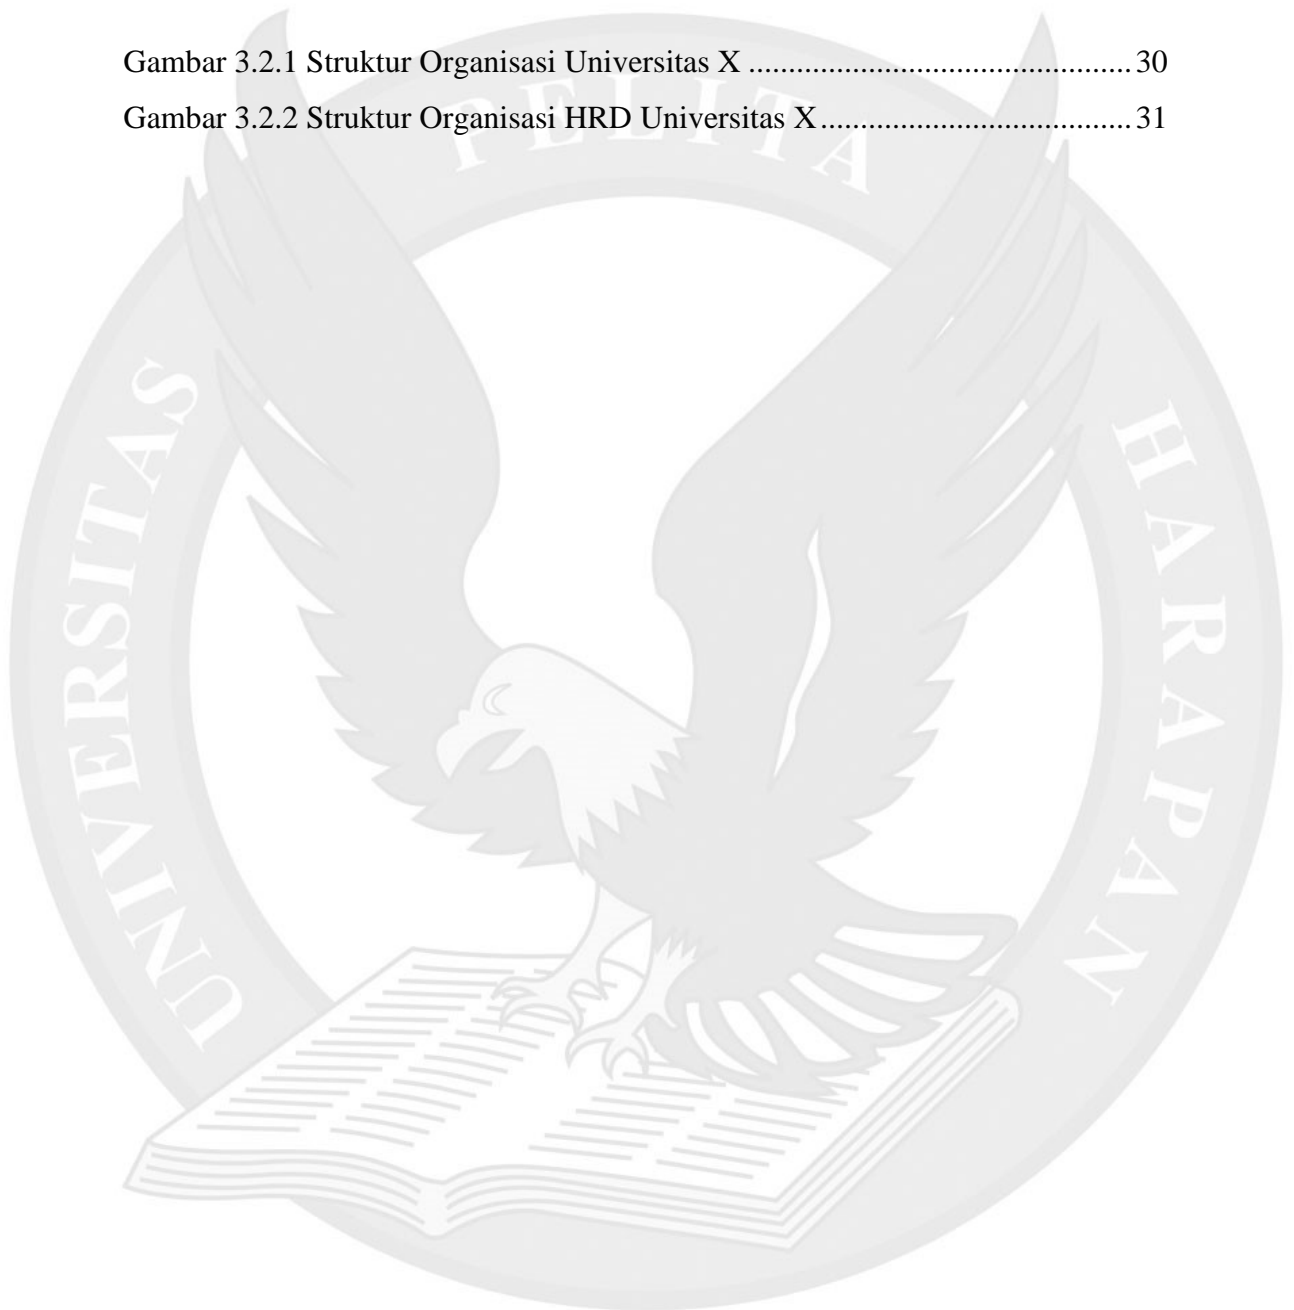 Gambar 3.2.1 Struktur Organisasi Universitas X ................................................ 30
Gambar 3.2.2 Struktur Organisasi HRD Universitas X ....................................... 31
UNIVERSITAS PELITA HARAPAN